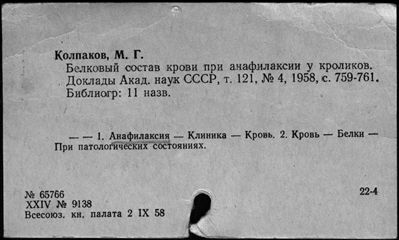 Колпаков, М. Г.
Белковый состав крови при анафилаксии у кроликов.
Доклады Акад. наук СССР, т. 121, № 4, 1958, с. 759-761.
Библиогр: 11 назв.
— — 1. Анафилаксия — Клиника — Кровь. 2. Кровь — Белки —
При патологических состояниях.
№ 65766
XXIV № 9138
Всесоюз. кн. палата 2 IX 58
22-4